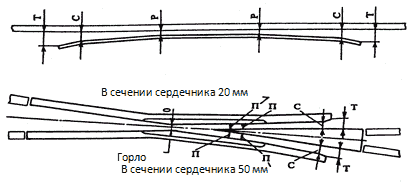 Т С Р Р С Т
В сечении сердечника 20 мм
О П П С Т
П П С Т
Горло
В сечении сердечника 50 мм